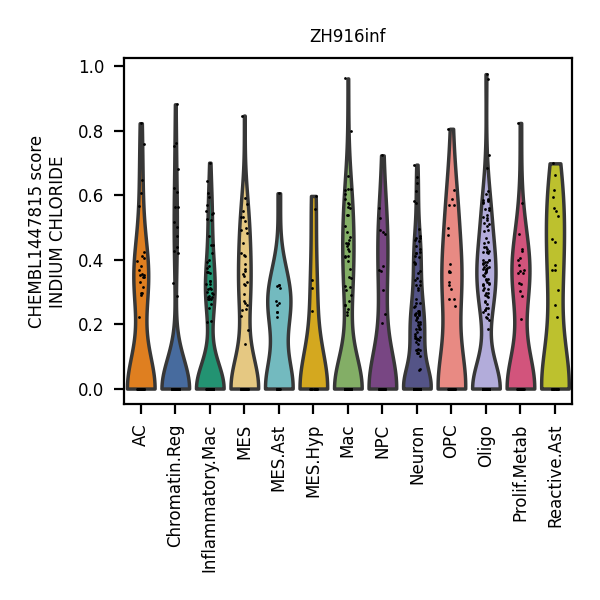 ZH916inf
CHEMBL1447815 score
INDIUM CHLORIDE
1.0
0.8
0.6
0.4
0.2
0.0
AC
Chromatin.Reg
Inflammatory.Mac
MES
MES.Ast
MES.Hyp
Mac
NPC
Neuron
OPC
Oligo
Prolif.Metab
Reactive.Ast